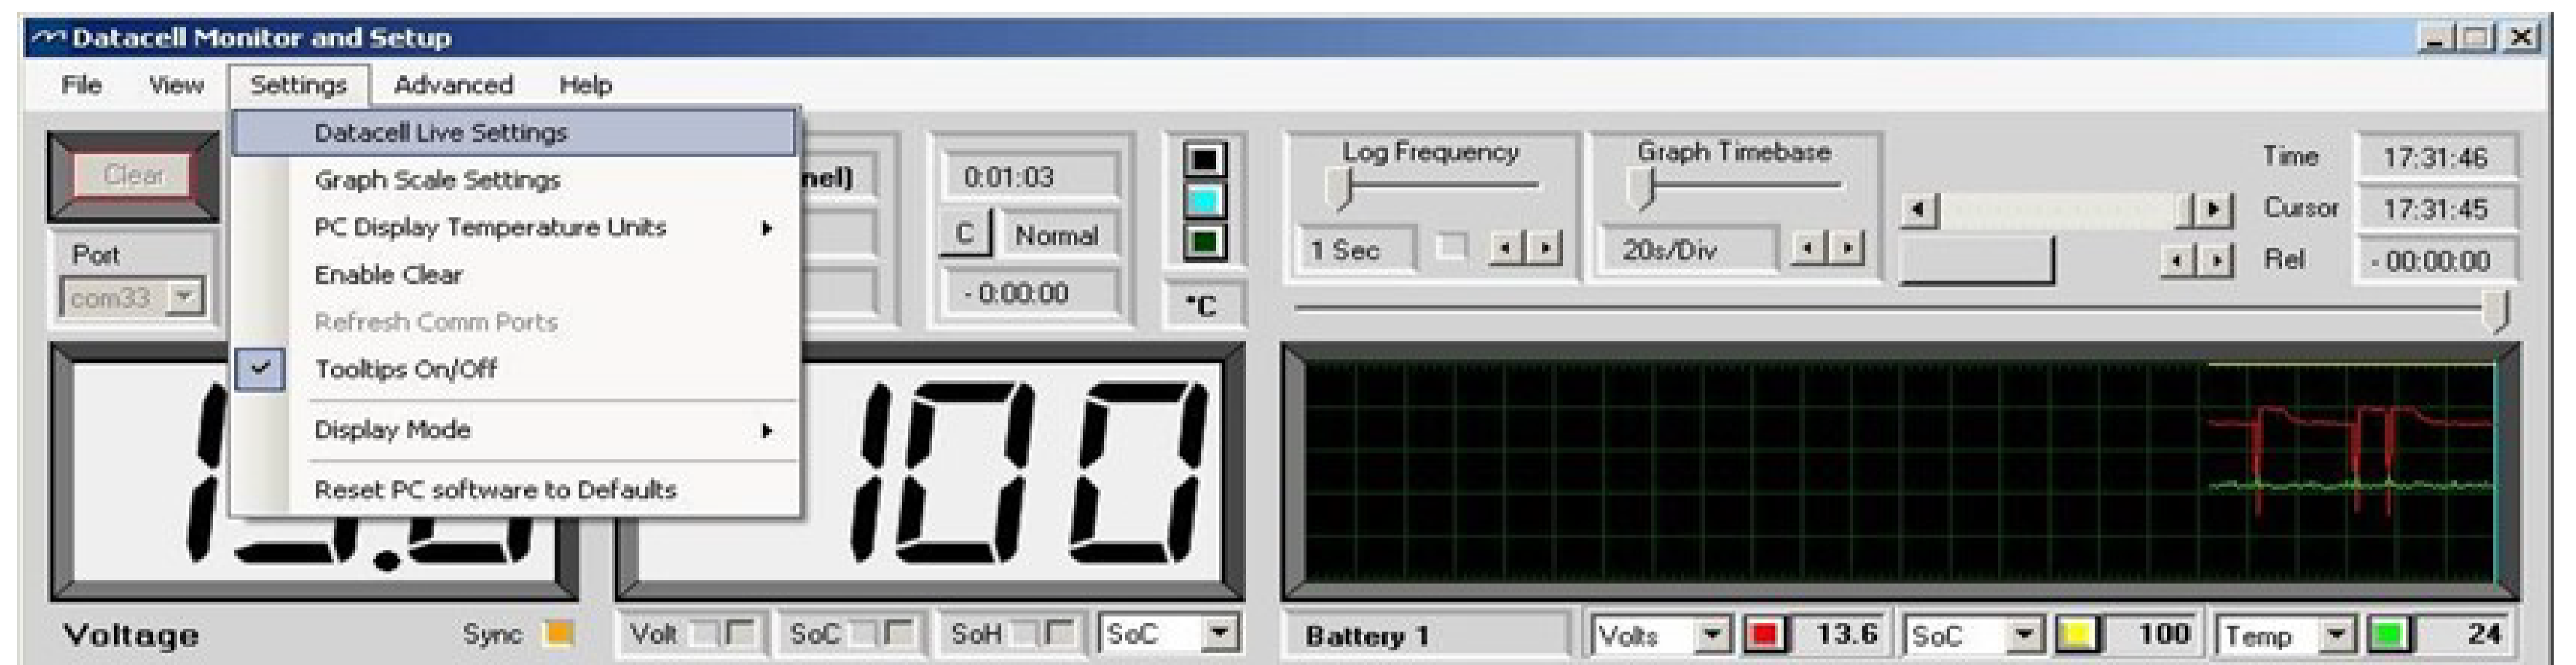 Datacell Monitor and Setup
File View Settings Advanced Help
Datacell Live Settings
Graph Scale Settings
PC Display Temperature Units
Enable Clear
Refresh Comm Ports
Tooltips On/Off
Display Mode
Reset PC software to Defaults
Clear
Port
com33
nel)
0:01:03
C Normal
- 0:00:00
°C
Log Frequency
1 Sec
Graph Timebase
20s/Div
Time 17:31:46
Cursor 17:31:45
Rel - 00:00:00
100
Voltage Sync
Volt SoC SoH SoC
Battery 1 Volts 13.6 SoC 100 Temp 24